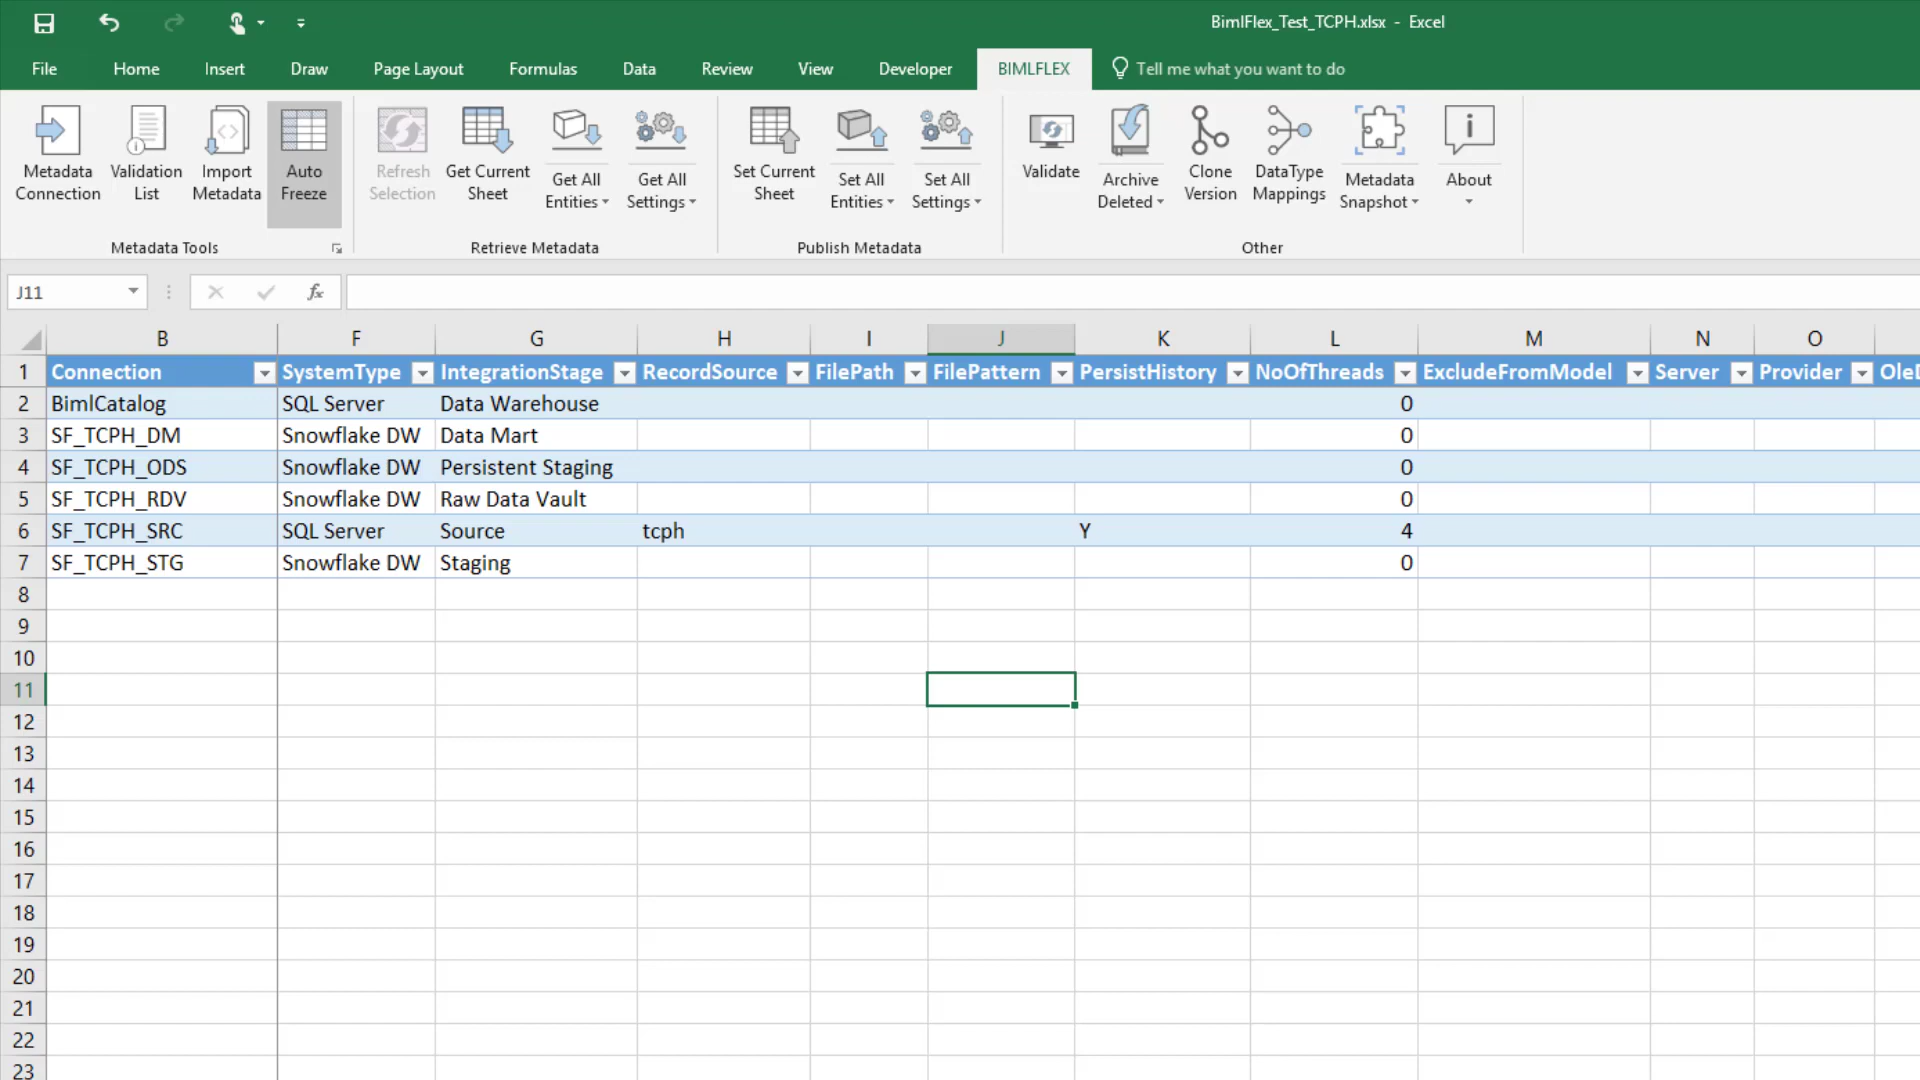 BimlFlex_Test_TCPH.xlsx - Excel
File Home Insert Draw Page Layout Formulas Data Review View Developer BIMLFLEX Tell me what you want to do
Metadata Connection
Validation List
Import Metadata
Auto Freeze
Refresh Selection
Get Current Sheet
Get All Entities
Get All Settings
Set Current Sheet
Set All Entities
Set All Settings
Validate
Archive Deleted
Clone Version
DataType Mappings
Metadata Snapshot
About
Metadata Tools Retrieve Metadata Publish Metadata Other
J11 fx
B F G H I J K L M N O
1 Connection SystemType IntegrationStage RecordSource FilePath FilePattern PersistHistory NoOfThreads ExcludeFromModel Server Provider
2 BimlCatalog SQL Server Data Warehouse 0
3 SF_TCPH_DM Snowflake DW Data Mart 0
4 SF_TCPH_ODS Snowflake DW Persistent Staging 0
5 SF_TCPH_RDV Snowflake DW Raw Data Vault 0
6 SF_TCPH_SRC SQL Server Source tcph Y 4
7 SF_TCPH_STG Snowflake DW Staging 0
8
9
10
11
12
13
14
15
16
17
18
19
20
21
22
23